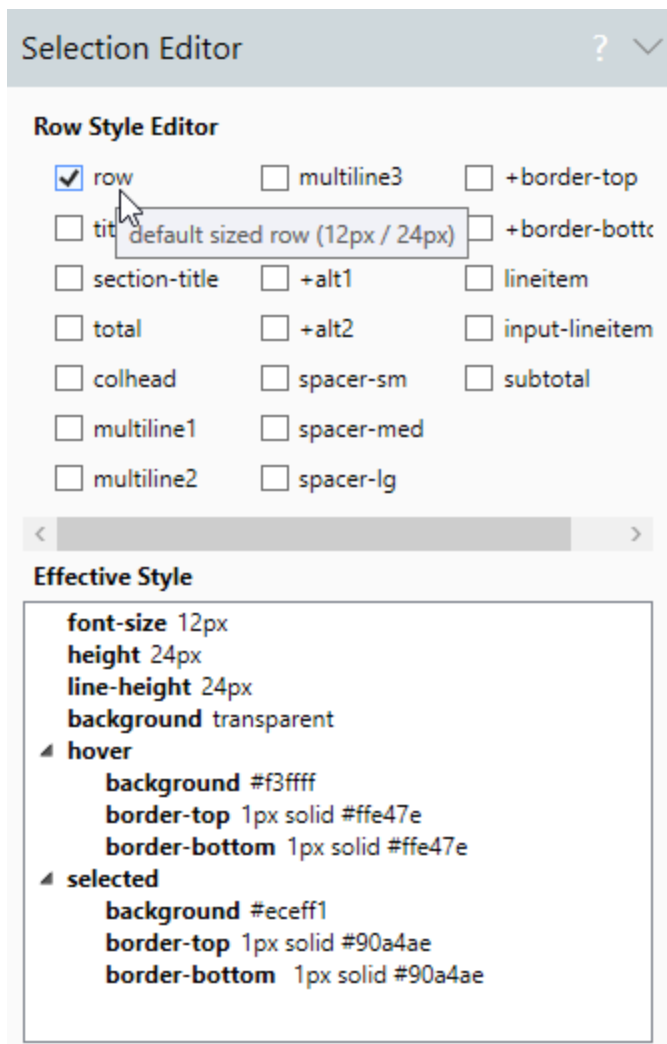 Selection Editor ?
Row Style Editor
row multiline3 +border-top
tit default sized row (12px / 24px) +border-botto
section-title +alt1 lineitem
total +alt2 input-lineitem
colhead spacer-sm subtotal
multiline1 spacer-med
multiline2 spacer-lg
Effective Style
font-size 12px
height 24px
line-height 24px
background transparent
hover
background #f3ffff
border-top 1px solid #ffe47e
border-bottom 1px solid #ffe47e
selected
background #eceff1
border-top 1px solid #90a4ae
border-bottom 1px solid #90a4ae